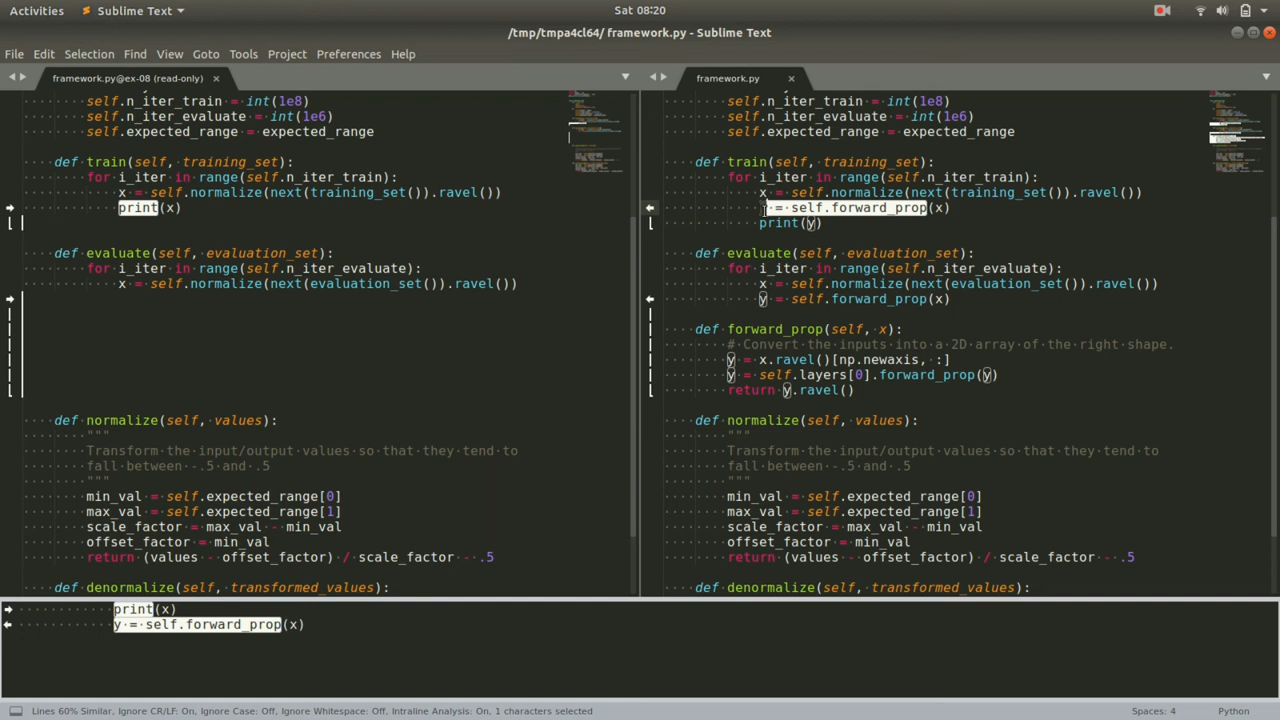 Activities Sublime Text Sat 08:20
/tmp/tmpa4cl64/ framework.py - Sublime Text
File Edit Selection Find View Goto Tools Project Preferences Help
framework.py@ex-08 (read-only) ×
self.n_iter_train = int(1e8)
self.n_iter_evaluate = int(1e6)
self.expected_range = expected_range
def train(self, training_set):
for i_iter in range(self.n_iter_train):
x = self.normalize(next(training_set()).ravel())
print(x)
def evaluate(self, evaluation_set):
for i_iter in range(self.n_iter_evaluate):
x = self.normalize(next(evaluation_set()).ravel())
def normalize(self, values):
"""
Transform the input/output values so that they tend to
fall between -.5 and .5
"""
min_val = self.expected_range[0]
max_val = self.expected_range[1]
scale_factor = max_val - min_val
offset_factor = min_val
return (values - offset_factor) / scale_factor - .5
def denormalize(self, transformed_values):
framework.py ×
self.n_iter_train = int(1e8)
self.n_iter_evaluate = int(1e6)
self.expected_range = expected_range
def train(self, training_set):
for i_iter in range(self.n_iter_train):
x = self.normalize(next(training_set()).ravel())
= self.forward_prop(x)
print(y)
def evaluate(self, evaluation_set):
for i_iter in range(self.n_iter_evaluate):
x = self.normalize(next(evaluation_set()).ravel())
y = self.forward_prop(x)
def forward_prop(self, x):
# Convert the inputs into a 2D array of the right shape.
y = x.ravel()[np.newaxis, :]
y = self.layers[0].forward_prop(y)
return y.ravel()
def normalize(self, values):
"""
Transform the input/output values so that they tend to
fall between -.5 and .5
"""
min_val = self.expected_range[0]
max_val = self.expected_range[1]
scale_factor = max_val - min_val
offset_factor = min_val
return (values - offset_factor) / scale_factor - .5
def denormalize(self, transformed_values):
print(x)
y = self.forward_prop(x)
Lines 60% Similar, Ignore CR/LF: On, Ignore Case: Off, Ignore Whitespace: Off, Intraline Analysis: On, 1 characters selected Spaces: 4 Python